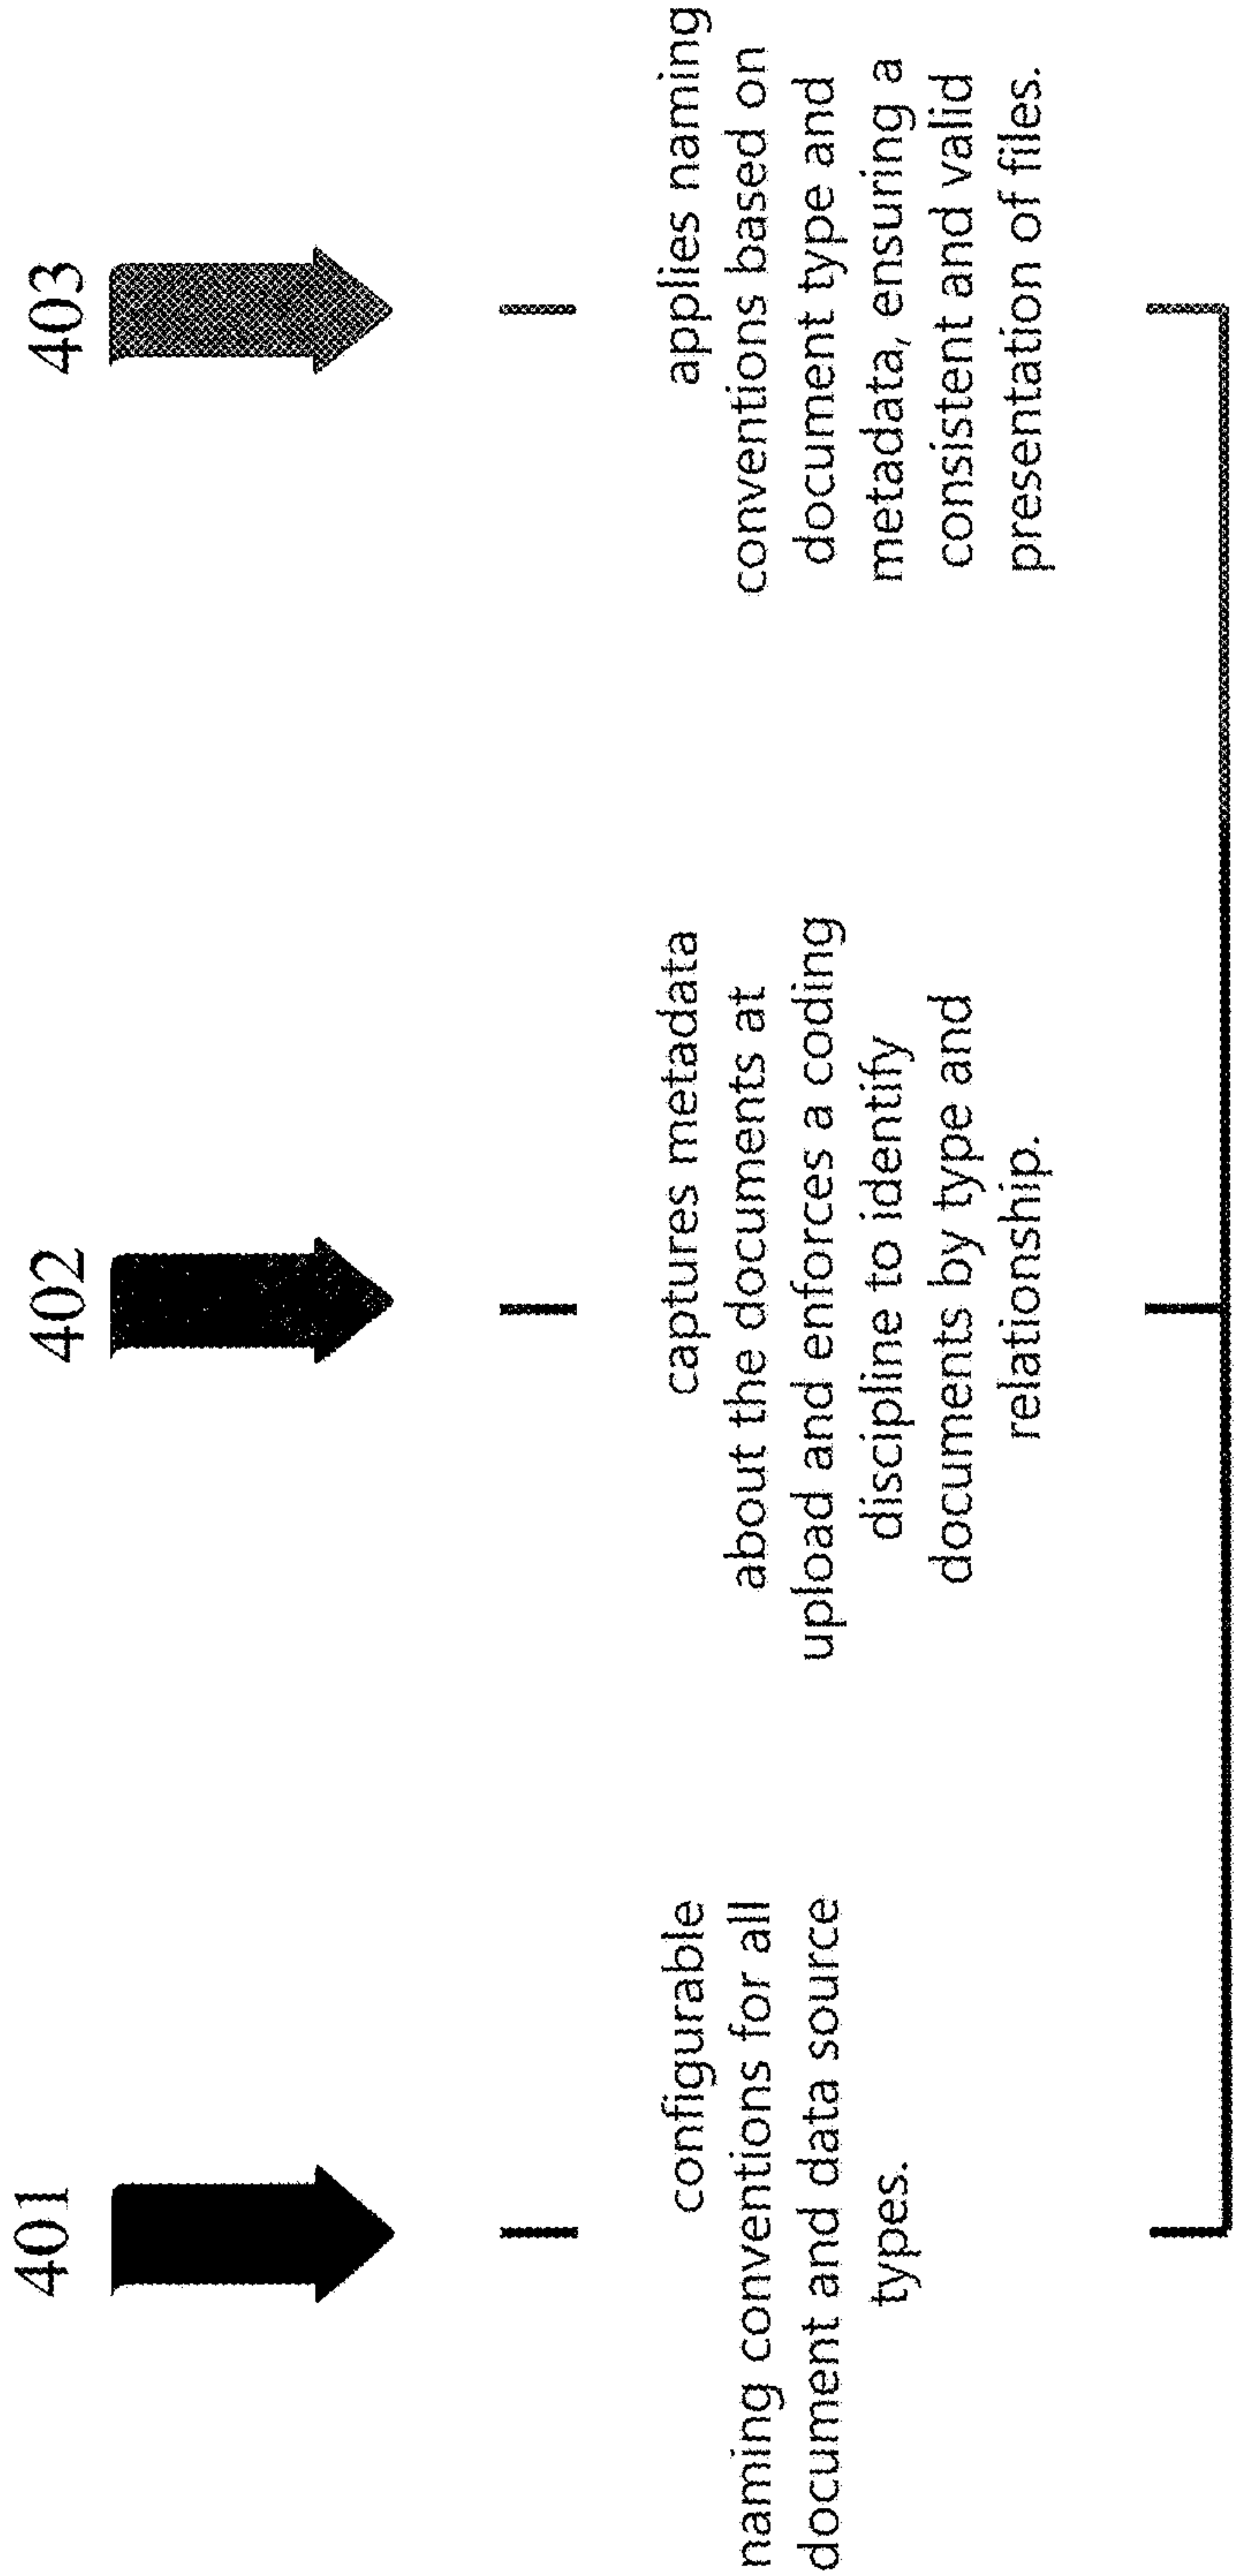 401
configurable
naming conventions for all
document and data source
types.
402
captures metadata
about the documents at
upload and enforces a coding
discipline to identify
documents by type and
relationship.
403
applies naming
conventions based on
document type and
metadata, ensuring a
consistent and valid
presentation of files.